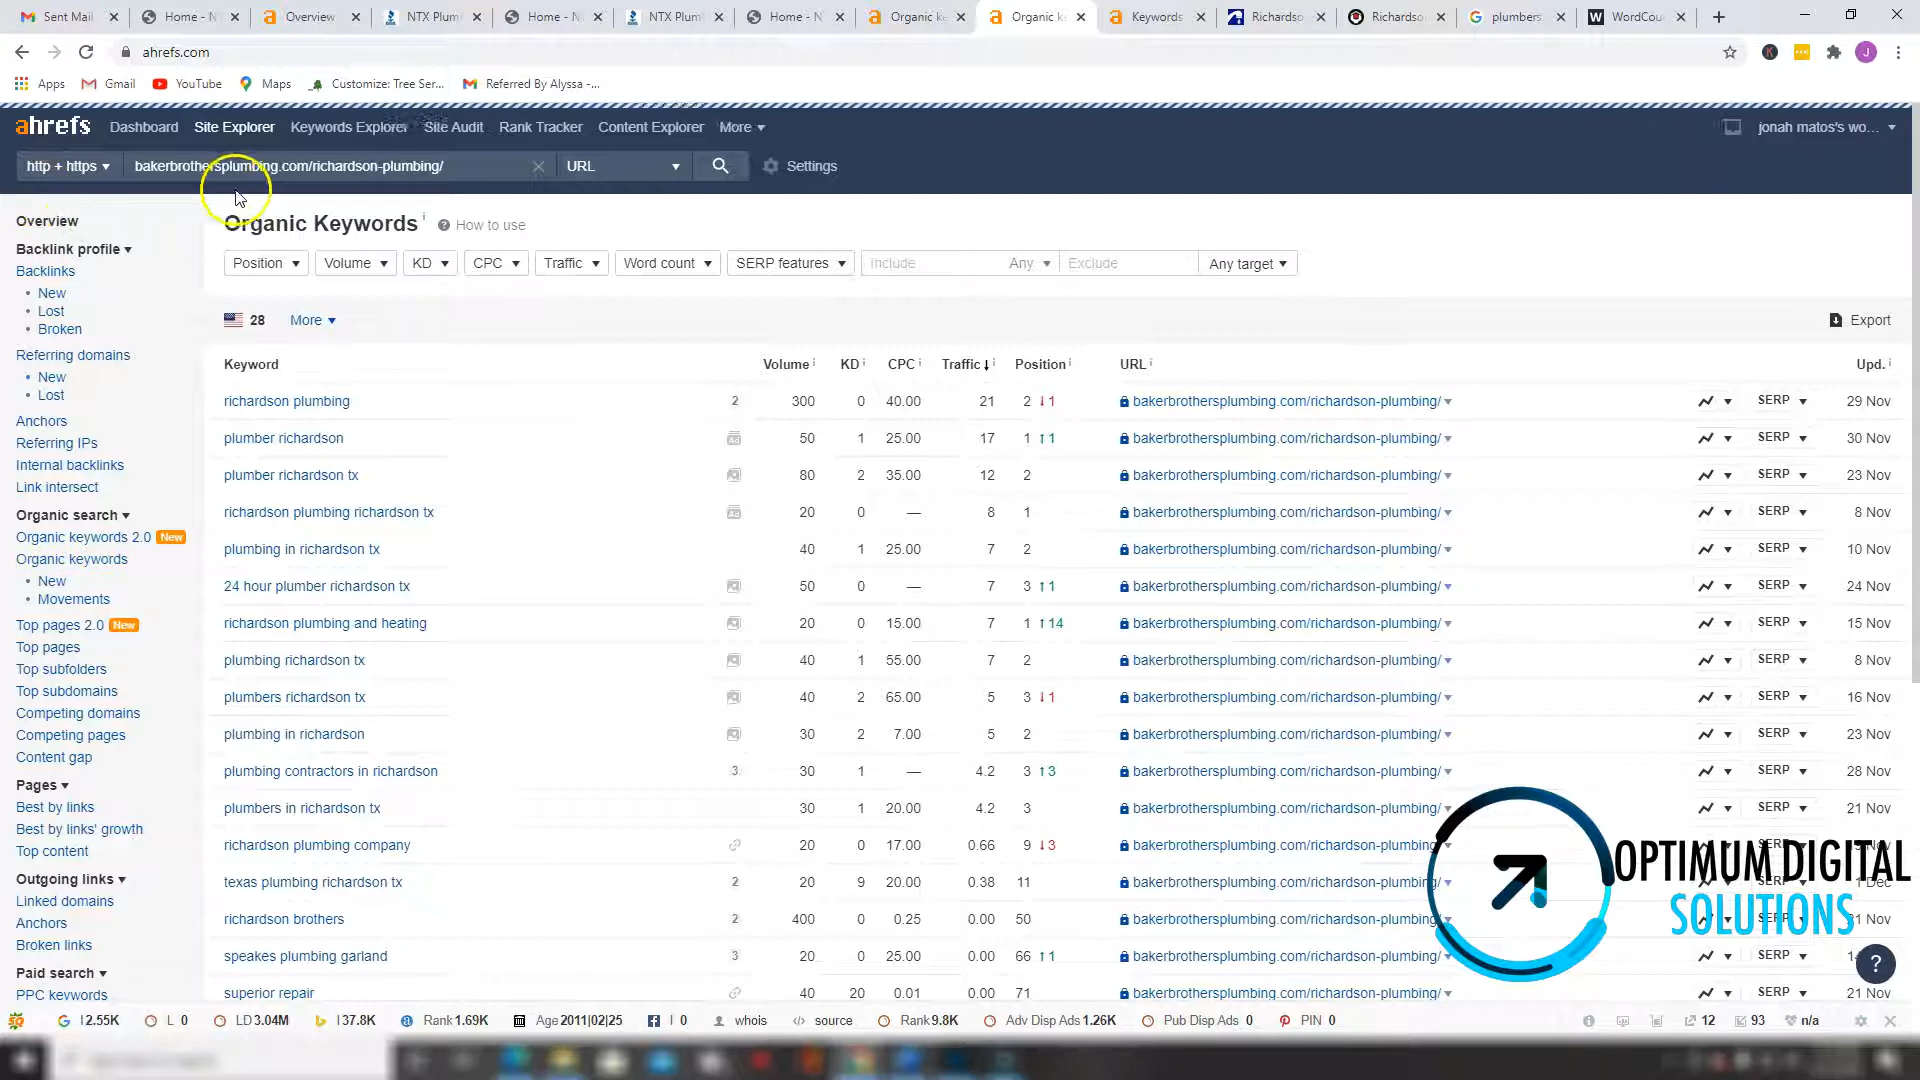 Sent Mail Home - N Overview NTX Plum Home - N NTX Plum Home - N Organic ke Organic ke Keywords Richardso Richardso plumbers WordCou
ahrefs.com
Apps Gmail YouTube Maps Customize: Tree Ser... Referred By Alyssa -...
ahrefs Dashboard Site Explorer Keywords Explorer Site Audit Rank Tracker Content Explorer More jonah matos's wo...
http + https bakerbrothersplumbing.com/richardson-plumbing/ URL Settings
Overview
Backlink profile
Backlinks
New
Lost
Broken
Referring domains
New
Lost
Anchors
Referring IPs
Internal backlinks
Link intersect
Organic search
Organic keywords 2.0 New
Organic keywords
New
Movements
Top pages 2.0 New
Top pages
Top subfolders
Top subdomains
Competing domains
Competing pages
Content gap
Pages
Best by links
Best by links' growth
Top content
Outgoing links
Linked domains
Anchors
Broken links
Paid search
PPC keywords
Organic Keywords i ? How to use
Position Volume KD CPC Traffic Word count SERP features Include Any Exclude Any target
28 More Export
Keyword Volume i KD i CPC i Traffic ↓ i Position i URL i Upd. i
richardson plumbing 2 300 0 40.00 21 2 ↓1 bakerbrothersplumbing.com/richardson-plumbing/ SERP 29 Nov
plumber richardson Ad 50 1 25.00 17 1 ↑1 bakerbrothersplumbing.com/richardson-plumbing/ SERP 30 Nov
plumber richardson tx 80 2 35.00 12 2 bakerbrothersplumbing.com/richardson-plumbing/ SERP 23 Nov
richardson plumbing richardson tx Ad 20 0 — 8 1 bakerbrothersplumbing.com/richardson-plumbing/ SERP 8 Nov
plumbing in richardson tx 40 1 25.00 7 2 bakerbrothersplumbing.com/richardson-plumbing/ SERP 10 Nov
24 hour plumber richardson tx 50 0 — 7 3 ↑1 bakerbrothersplumbing.com/richardson-plumbing/ SERP 24 Nov
richardson plumbing and heating 20 0 15.00 7 1 ↑14 bakerbrothersplumbing.com/richardson-plumbing/ SERP 15 Nov
plumbing richardson tx 40 1 55.00 7 2 bakerbrothersplumbing.com/richardson-plumbing/ SERP 8 Nov
plumbers richardson tx 40 2 65.00 5 3 ↓1 bakerbrothersplumbing.com/richardson-plumbing/ SERP 16 Nov
plumbing in richardson 30 2 7.00 5 2 bakerbrothersplumbing.com/richardson-plumbing/ SERP 23 Nov
plumbing contractors in richardson 3 30 1 — 4.2 3 ↑3 bakerbrothersplumbing.com/richardson-plumbing/ SERP 28 Nov
plumbers in richardson tx 30 1 20.00 4.2 3 bakerbrothersplumbing.com/richardson-plumbing/ SERP 21 Nov
richardson plumbing company 20 0 17.00 0.66 9 ↓3 bakerbrothersplumbing.com/richardson-plumbing SERP Nov
texas plumbing richardson tx 2 20 9 20.00 0.38 11 bakerbrothersplumbing.com/richardson-plumbing/ SERP 1 Dec
richardson brothers 2 400 0 0.25 0.00 50 bakerbrothersplumbing.com/richardson-plumbing/ SERP Nov
speakes plumbing garland 3 20 0 25.00 0.00 66 ↑1 bakerbrothersplumbing.com/richardson-plumbing/ SERP
superior repair 40 20 0.01 0.00 71 bakerbrothersplumbing.com/richardson-plumbing/ SERP 21 Nov
OPTIMUM DIGITAL
SOLUTIONS
?
I 2.55K L 0 LD 3.04M I 37.8K Rank 1.69K Age 2011|02|25 I 0 whois source Rank 9.8K Adv Disp Ads 1.26K Pub Disp Ads 0 PIN 0 12 93 n/a